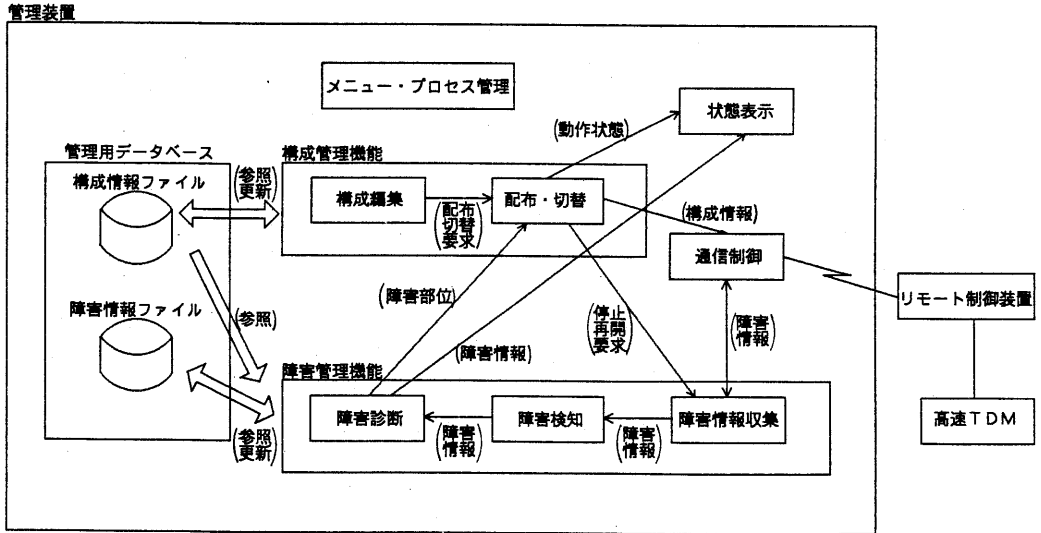 管理装置
メニュー・プロセス管理
状態表示
(動作状態)
管理用データベース
構成管理機能
構成情報ファイル
(参照
更新)
構成編集
配布・切替
(配布
切替
要求)
(構成情報)
通信制御
リモート制御装置
(障害部位)
障害情報ファイル
(参照)
(停止
再開
要求)
(障害
情報)
(障害情報)
障害管理機能
障害診断
障害検知
障害情報収集
高速TDM
(参照
更新)
(障害
情報)
(障害
情報)